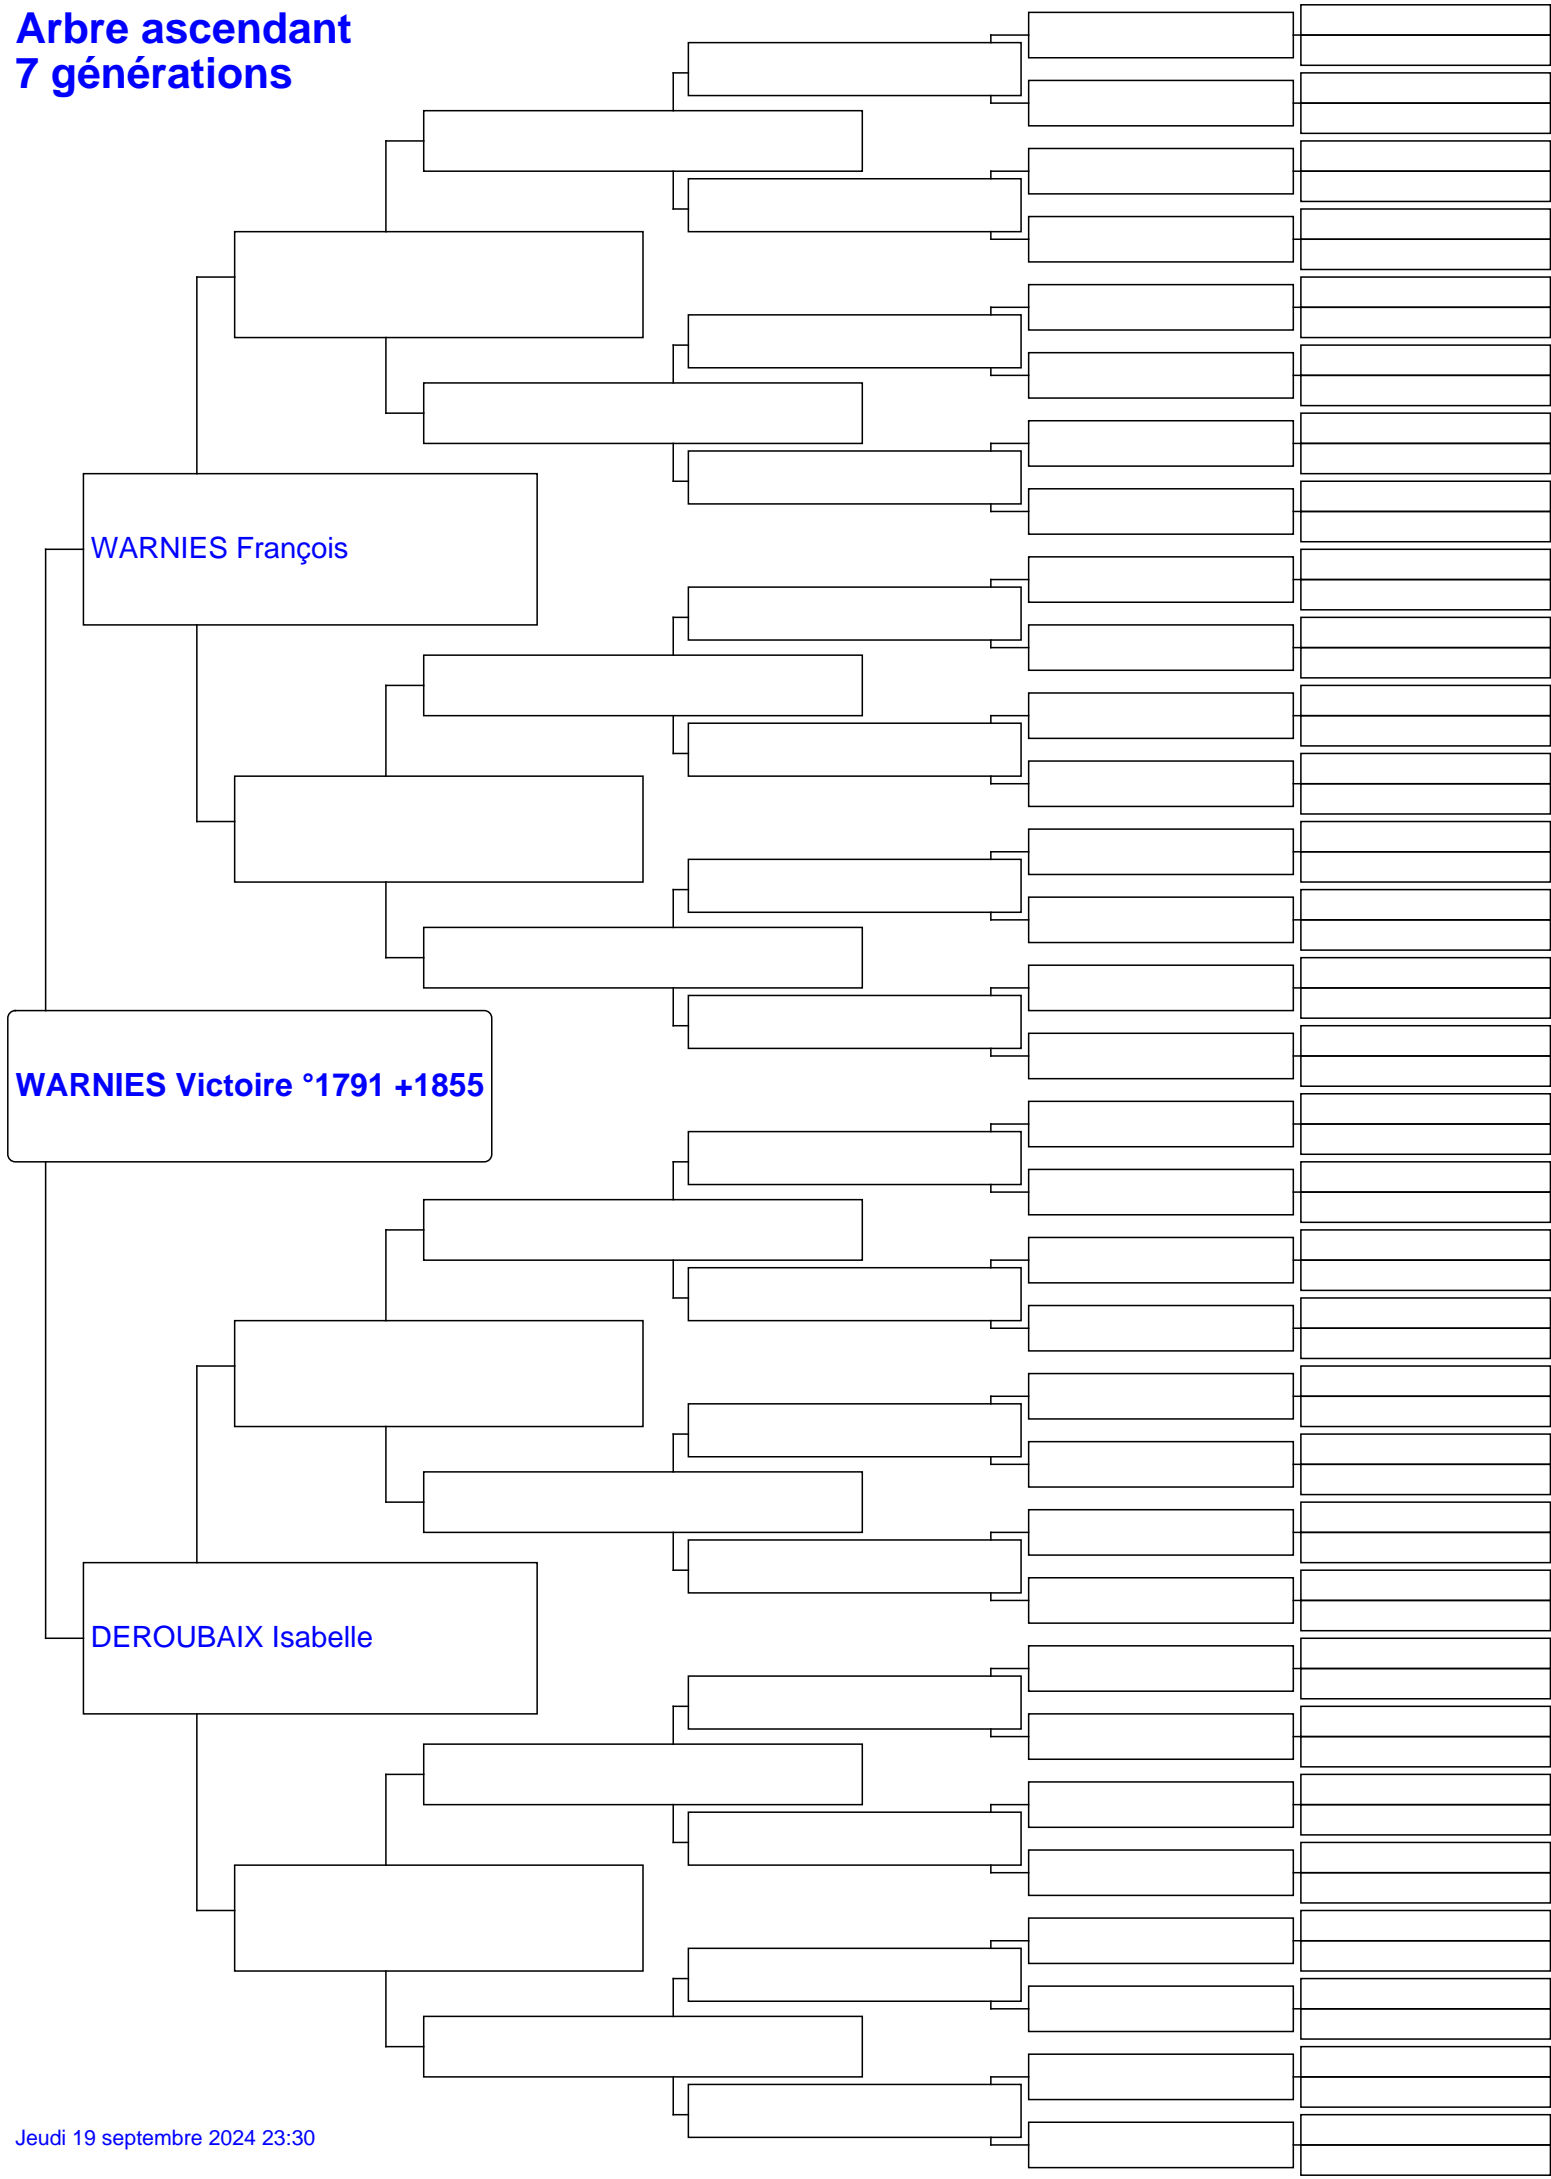 Arbre ascendant
7 générations
WARNIES François
WARNIES Victoire °1791 +1855
DEROUBAIX Isabelle
Jeudi 19 septembre 2024 23:30